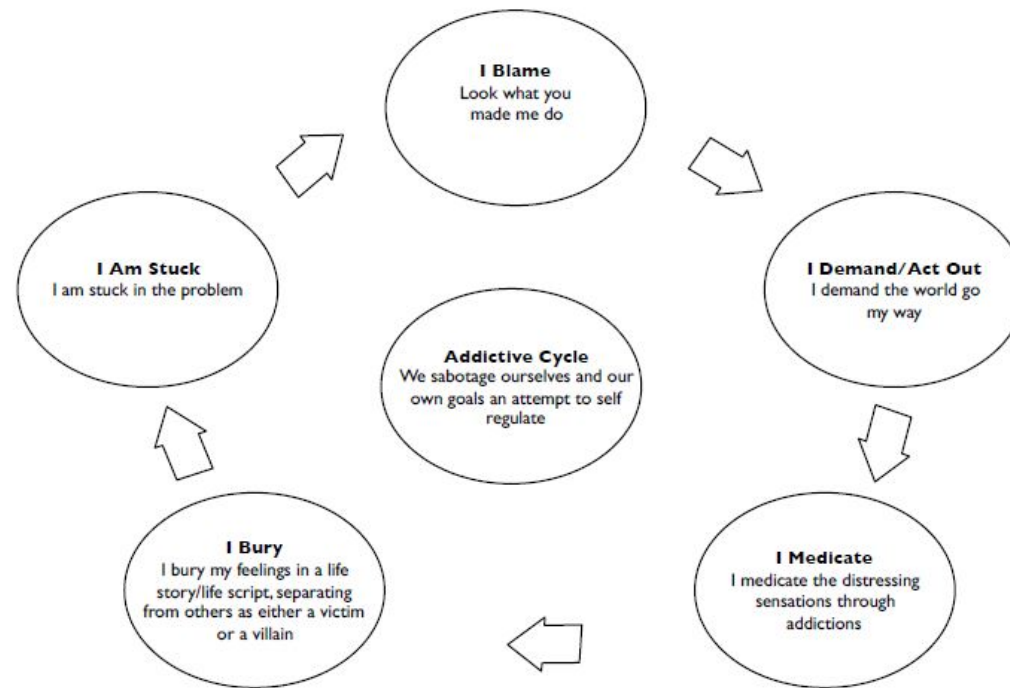 I Blame
Look what you
made me do
I Demand/Act Out
I demand the world go
my way
I Medicate
I medicate the distressing
sensations through
addictions
I Bury
I bury my feelings in a life
story/life script, separating
from others as either a victim
or a villain
I Am Stuck
I am stuck in the problem
Addictive Cycle
We sabotage ourselves and our
own goals an attempt to self
regulate